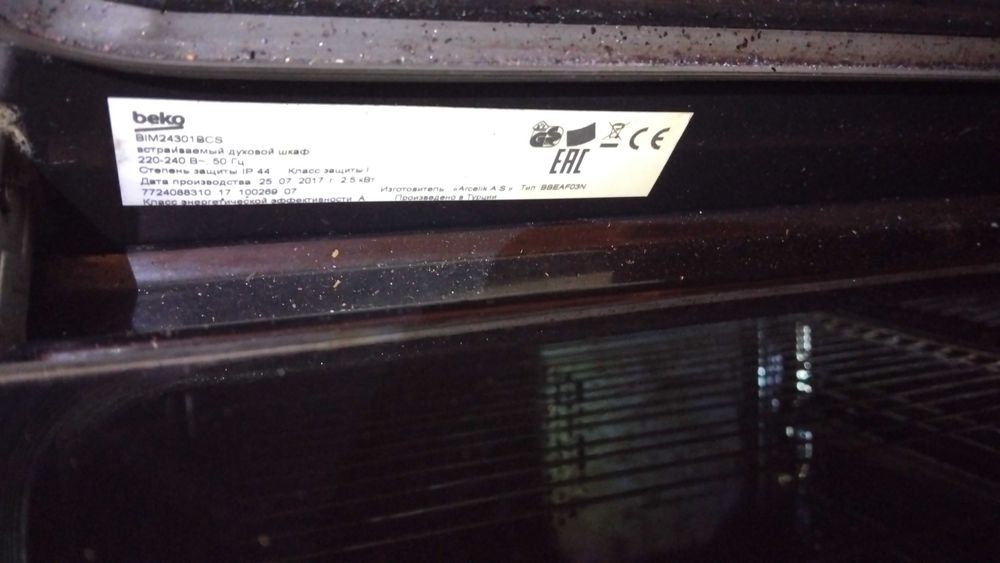 beko
BIM24301BCS
встраиваемый духовой шкаф
220-240 В~, 50 Гц
Степень защиты IP 44 Класс защиты I
Дата производства 25 07 2017 г 2.5 кВт
7724088310 17 100269 07
Класс энергетической эффективности A
GS
CE
EAC
Изготовитель «Arcelik A.S.» Тип BBEAF03N
Произведено в Турции